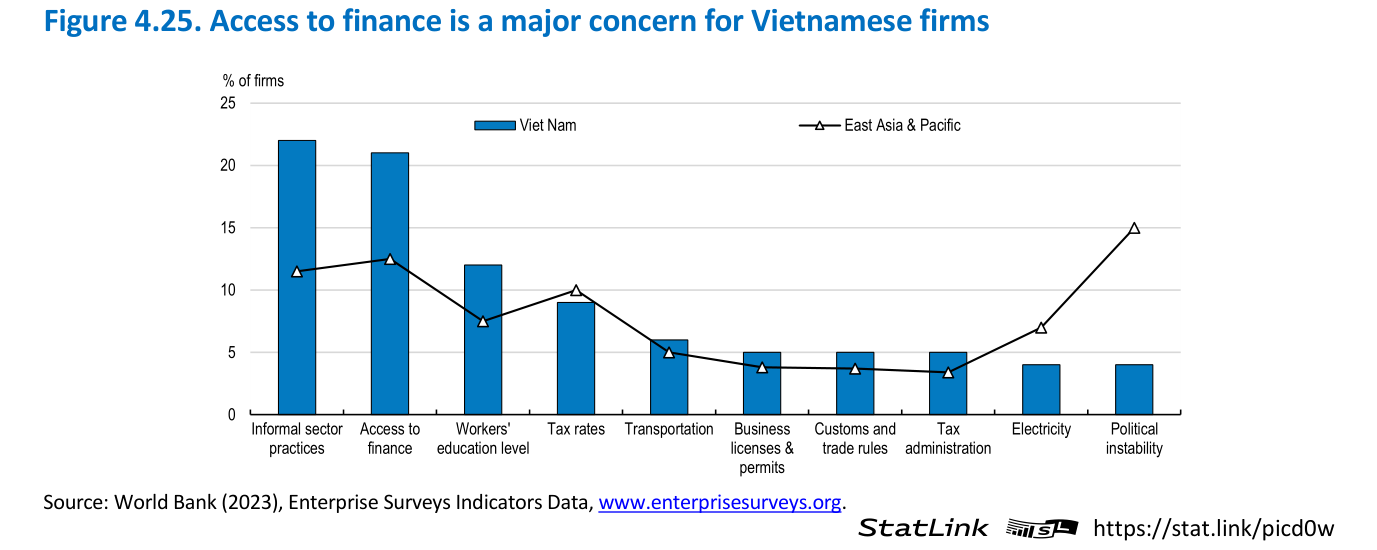 Figure 4.25. Access to finance is a major concern for Vietnamese firms
% of firms
25
20
15
10
5
0
Viet Nam
East Asia & Pacific
Informal sector
practices
Access to
finance
Workers'
education level
Tax rates
Transportation
Business
licenses &
permits
Customs and
trade rules
Tax
administration
Electricity
Political
instability
Source: World Bank (2023), Enterprise Surveys Indicators Data, www.enterprisesurveys.org.
StatLink SL https://stat.link/picd0w